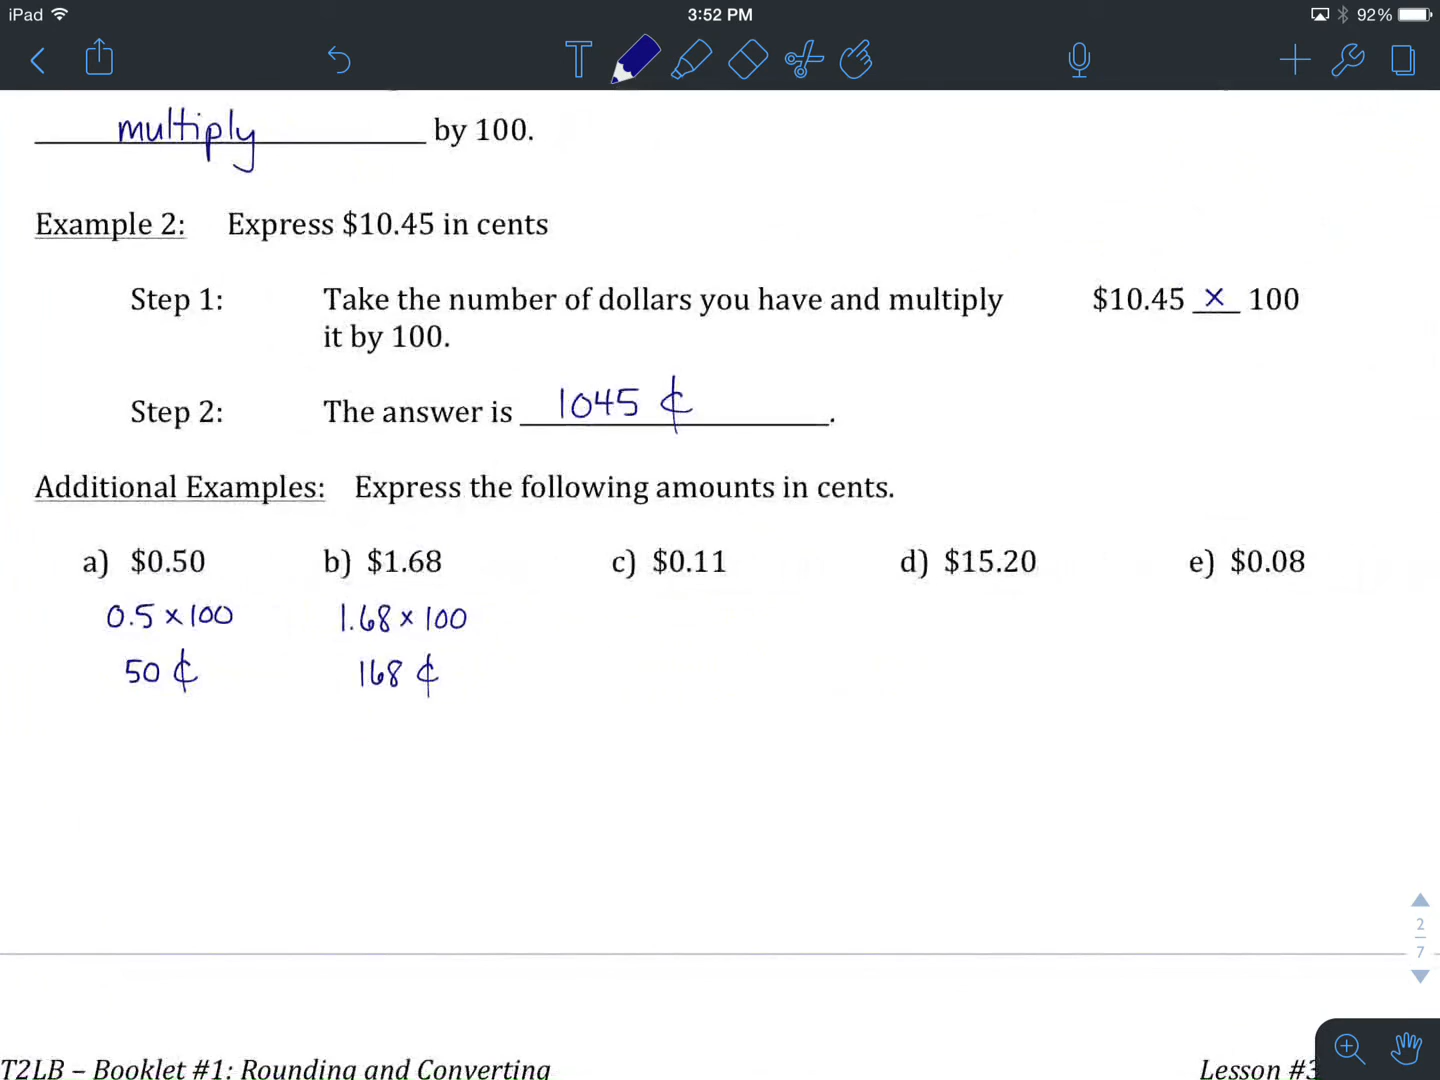 iPad 3:52 PM 92%
T
multiply by 100.
Example 2: Express $10.45 in cents
Step 1: Take the number of dollars you have and multiply $10.45 × 100
it by 100.
Step 2: The answer is 1045 ¢.
Additional Examples: Express the following amounts in cents.
a) $0.50 b) $1.68 c) $0.11 d) $15.20 e) $0.08
0.5 × 100 1.68 × 100
50 ¢ 168 ¢
2
7
T2LB – Booklet #1: Rounding and Converting Lesson #3